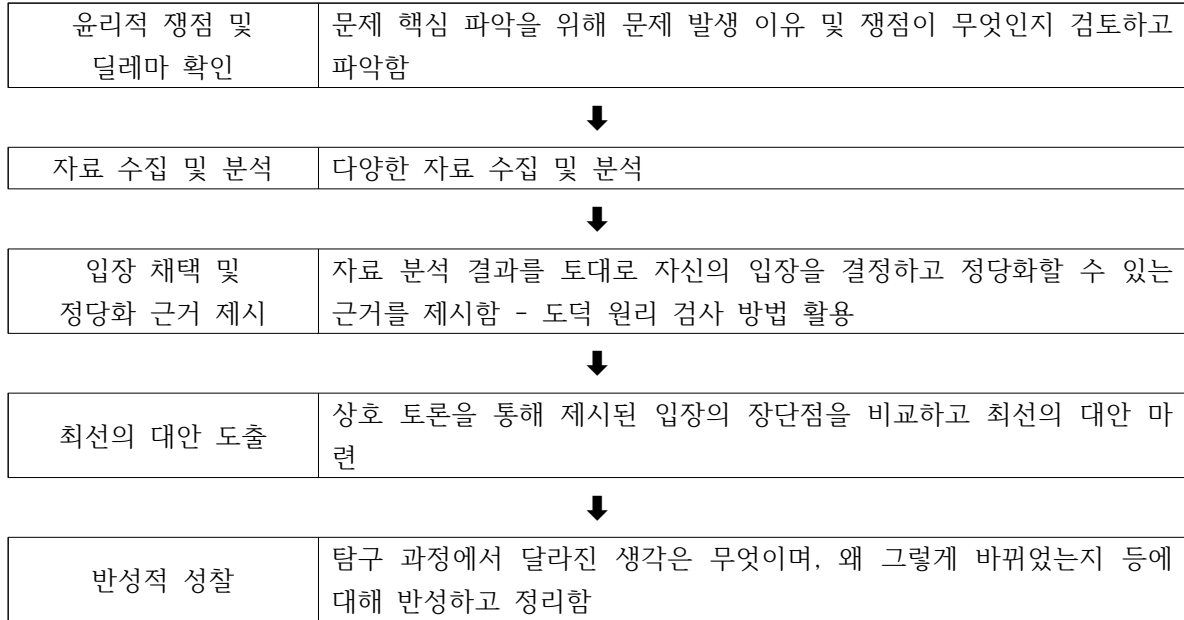 윤리적 쟁점 및
딜레마 확인
문제 핵심 파악을 위해 문제 발생 이유 및 쟁점이 무엇인지 검토하고
파악함
자료 수집 및 분석
다양한 자료 수집 및 분석
입장 채택 및
정당화 근거 제시
자료 분석 결과를 토대로 자신의 입장을 결정하고 정당화할 수 있는
근거를 제시함 - 도덕 원리 검사 방법 활용
최선의 대안 도출
상호 토론을 통해 제시된 입장의 장단점을 비교하고 최선의 대안 마
련
반성적 성찰
탐구 과정에서 달라진 생각은 무엇이며, 왜 그렇게 바뀌었는지 등에
대해 반성하고 정리함